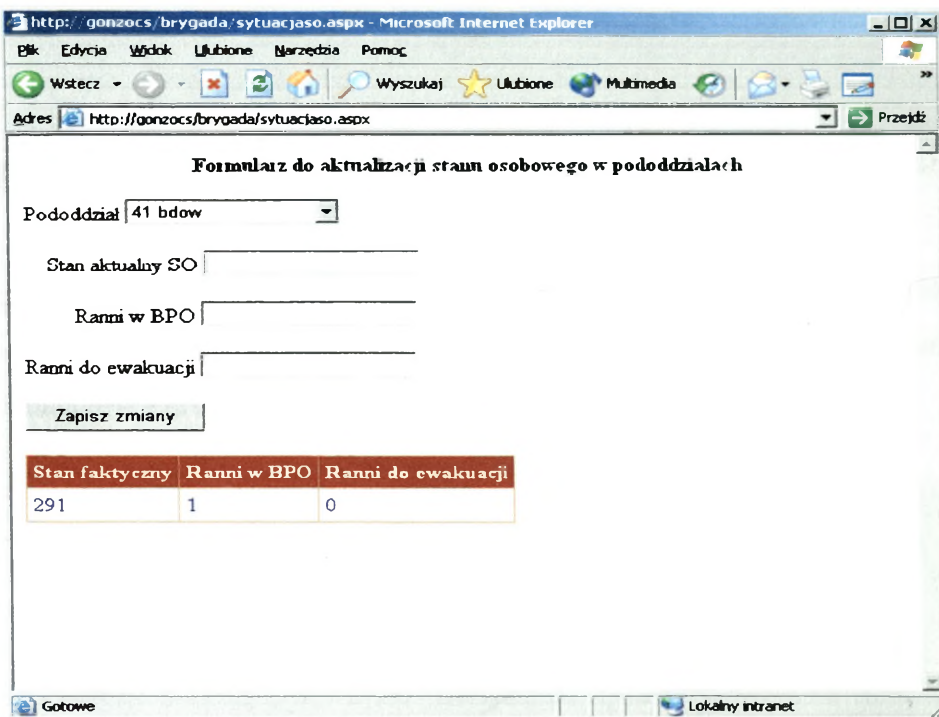 http://gonzocs/brygada/sytuacjaso.aspx - Microsoft Internet Explorer
Plik Edycja Widok Ulubione Narzędzia Pomoc
Wstecz Wyszukaj Ulubione Multimedia »
Adres http://gonzocs/brygada/sytuacjaso.aspx Przejdź
Formularz do aktualizacji stanu osobowego w pododdziałach
Pododdział 41 bdow
Stan aktualny SO
Ranni w BPO
Ranni do ewakuacji
Zapisz zmiany
Stan faktyczny Ranni w BPO Ranni do ewakuacji
291 1 0
Gotowe Lokalny intranet